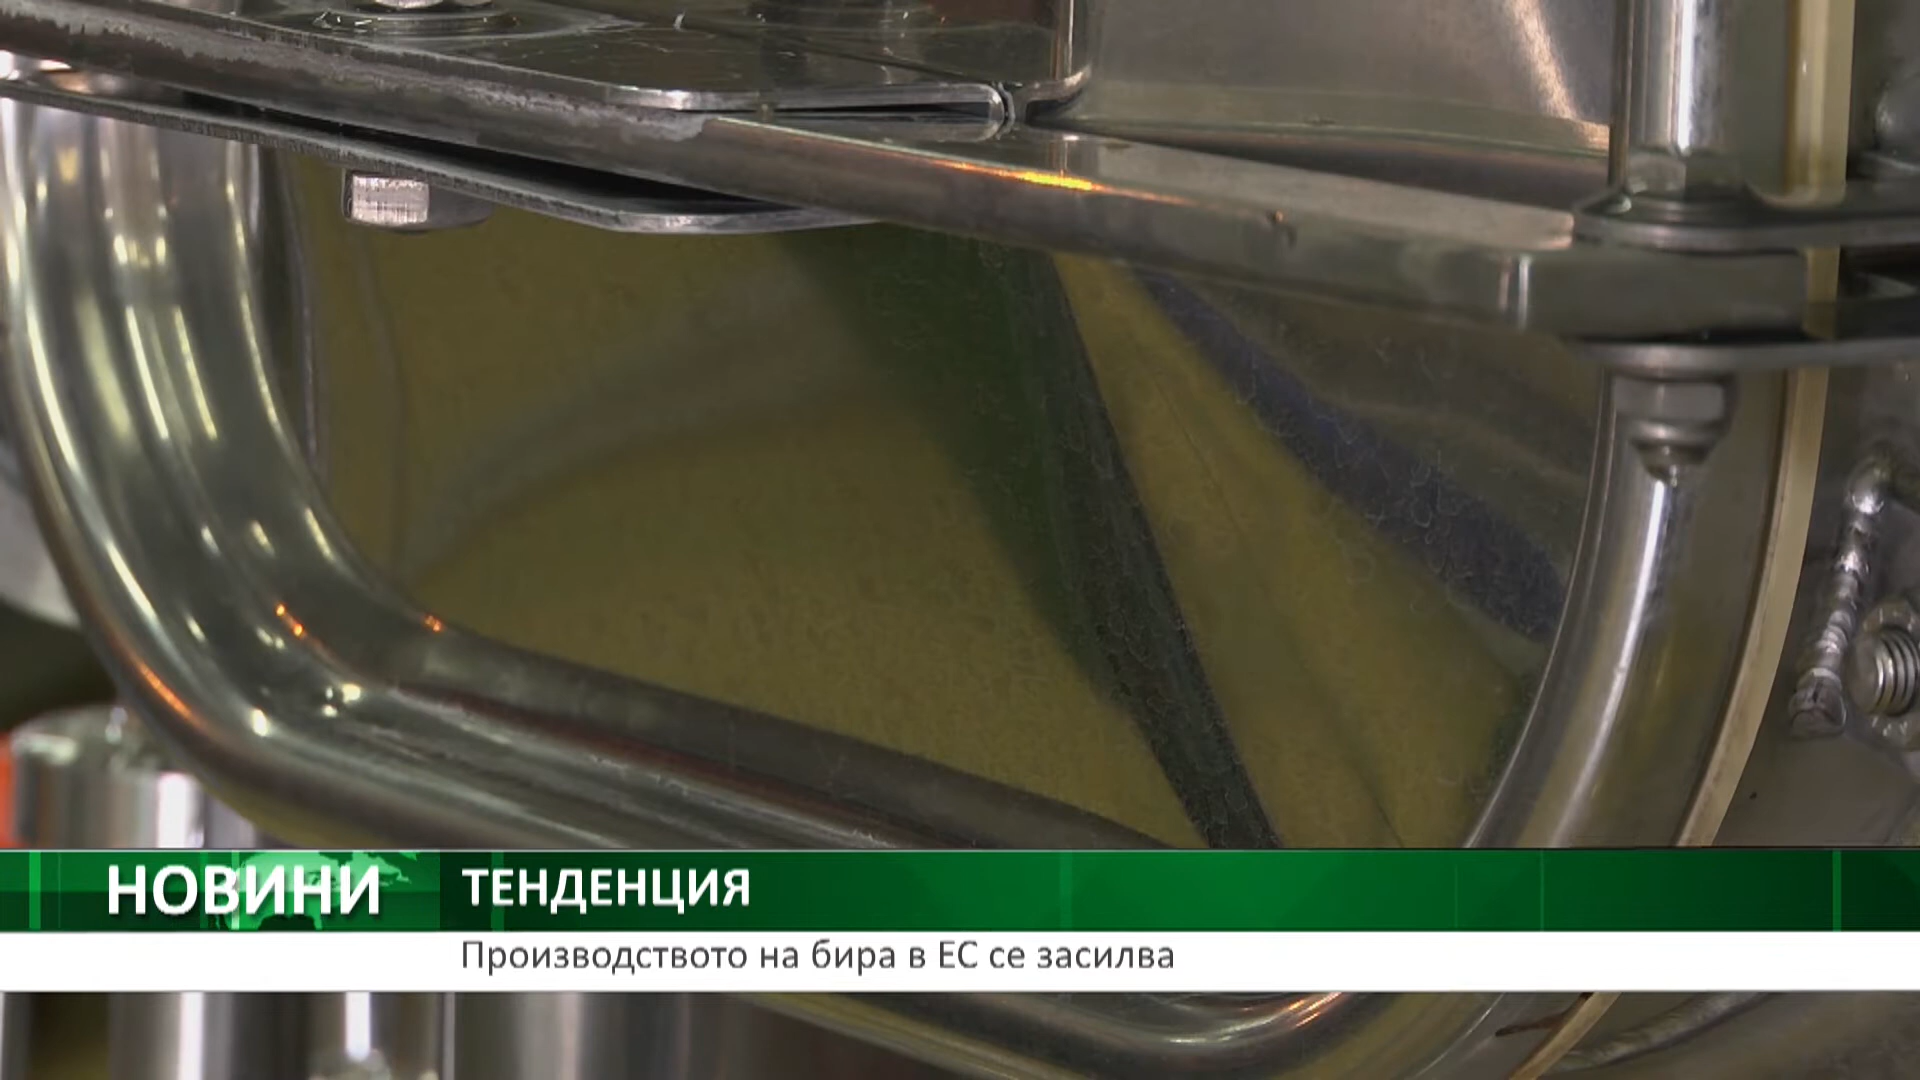 НОВИНИ
ТЕНДЕНЦИЯ
Производството на бира в ЕС се засилва